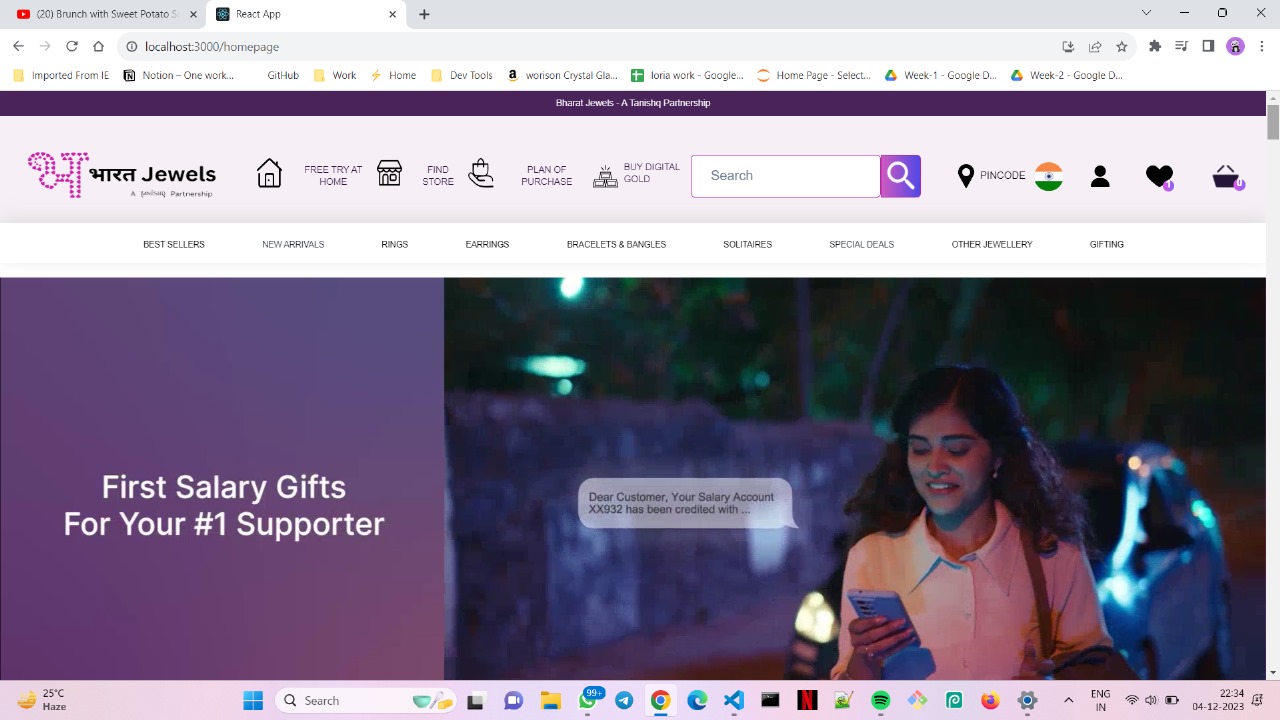 (20) Brunch with Sweet Potato S
React App
localhost:3000/homepage
Imported From IE
Notion – One work...
GitHub
Work
Home
Dev Tools
worison Crystal Gla...
loria work - Google...
Home Page - Select...
Week-1 - Google D...
Week-2 - Google D...
Bharat Jewels - A Tanishq Partnership
भा
भारत Jewels
A तनिष्क Partnership
FREE TRY AT
HOME
FIND
STORE
PLAN OF
PURCHASE
BUY DIGITAL
GOLD
Search
PINCODE
1
0
BEST SELLERS
NEW ARRIVALS
RINGS
EARRINGS
BRACELETS & BANGLES
SOLITAIRES
SPECIAL DEALS
OTHER JEWELLERY
GIFTING
First Salary Gifts
For Your #1 Supporter
Dear Customer, Your Salary Account
XX932 has been credited with ...
25°C
Haze
Search
99+
ENG
IN
22:34
04-12-2023